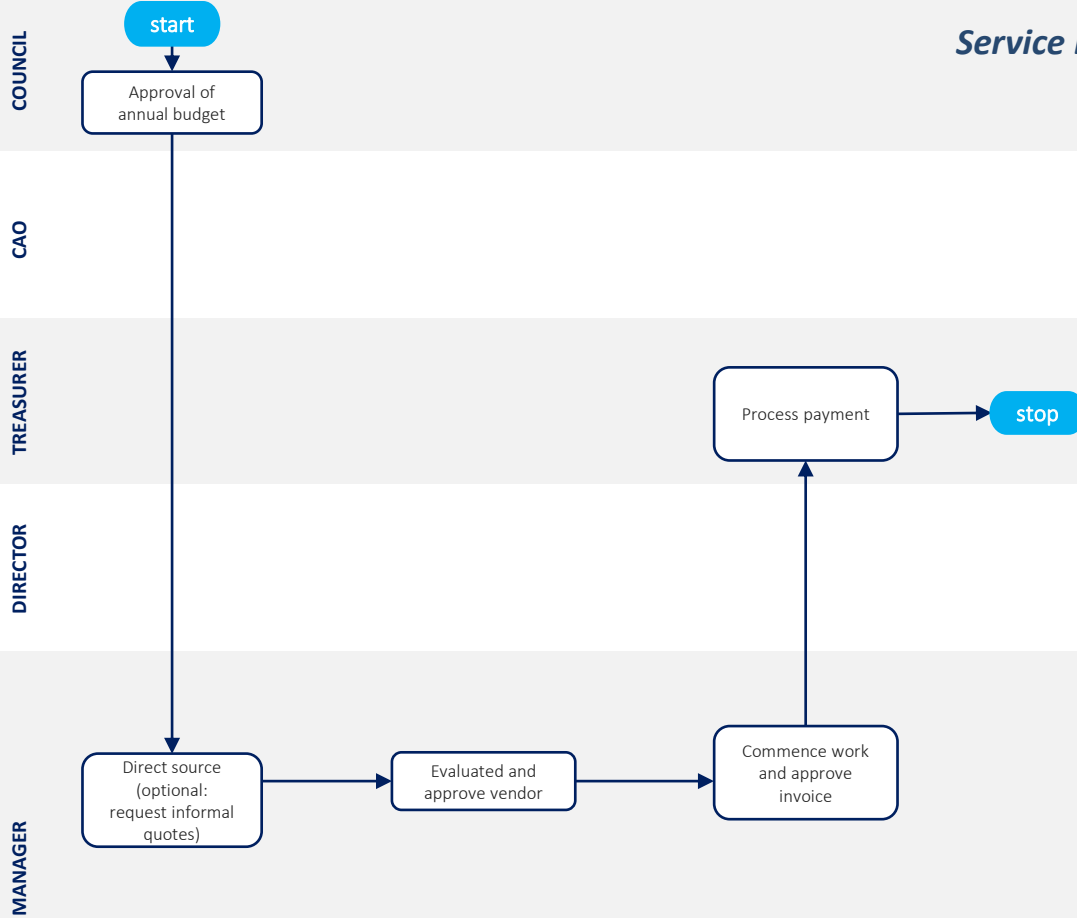 start
Service
COUNCIL
Approval of
annual budget
CAO
TREASURER
Process payment
stop
DIRECTOR
MANAGER
Direct source
(optional:
request informal
quotes)
Evaluated and
approve vendor
Commence work
and approve
invoice